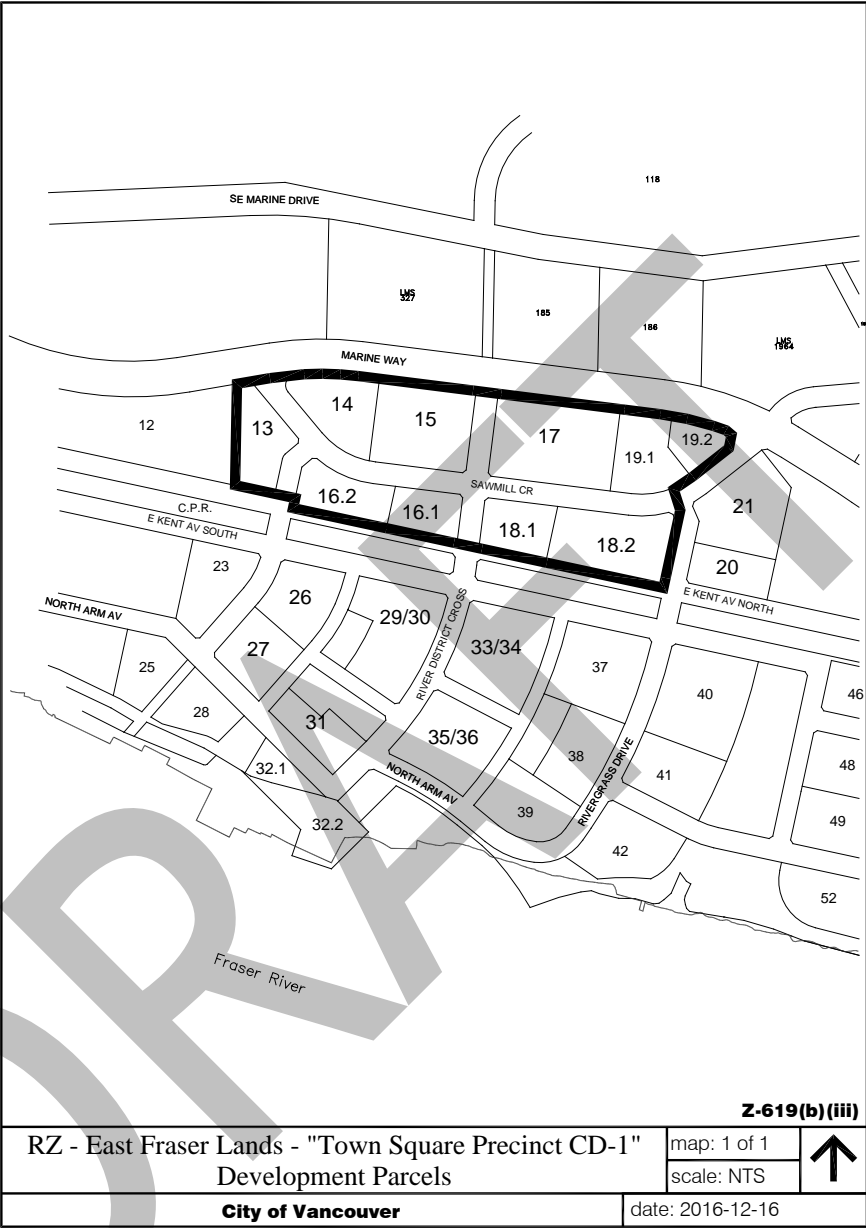 118
SE MARINE DRIVE
LMS
327
185
186
LMS
1964
MARINE WAY
14
15
12
13
17
19.2
19.1
SAWMILL CR
16.2
16.1
21
C.P.R.
E KENT AV SOUTH
18.1
18.2
23
20
26
E KENT AV NORTH
NORTH ARM AV
29/30
RIVER DISTRICT CROSS
33/34
27
25
37
40
46
28
31
35/36
38
48
32.1
NORTH ARM AV
41
RIVERGRASS DRIVE
39
49
32.2
42
52
Fraser River
DRAFT
Z-619(b)(iii)
RZ - East Fraser Lands - "Town Square Precinct CD-1"
Development Parcels
map: 1 of 1
scale: NTS
City of Vancouver
date: 2016-12-16